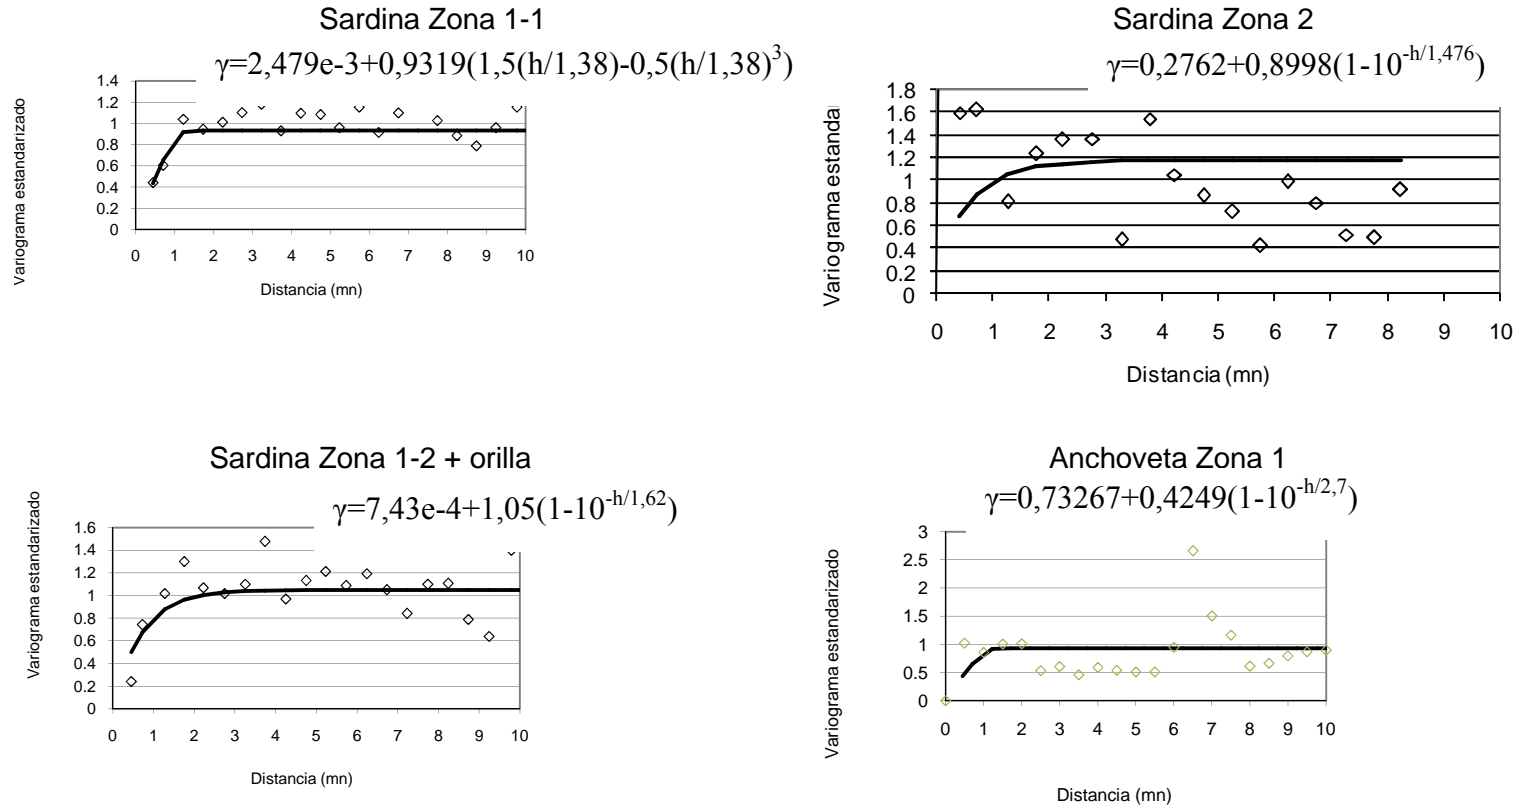 Sardina Zona 1-1
γ=2,479e-3+0,9319(1,5(h/1,38)-0,5(h/1,38)³)
Variograma estandarizado
1.4
1.2
1
0.8
0.6
0.4
0.2
0
0 1 2 3 4 5 6 7 8 9 10
Distancia (mn)
Sardina Zona 2
γ=0,2762+0,8998(1-10^-h/1,476)
Variograma estanda
1.8
1.6
1.4
1.2
1
0.8
0.6
0.4
0.2
0
0 1 2 3 4 5 6 7 8 9 10
Distancia (mn)
Sardina Zona 1-2 + orilla
γ=7,43e-4+1,05(1-10^-h/1,62)
Variograma estandarizado
1.6
1.4
1.2
1
0.8
0.6
0.4
0.2
0
0 1 2 3 4 5 6 7 8 9 10
Distancia (mn)
Anchoveta Zona 1
γ=0,73267+0,4249(1-10^-h/2,7)
Variograma estandarizado
3
2.5
2
1.5
1
0.5
0
0 1 2 3 4 5 6 7 8 9 10
Distancia (mn)